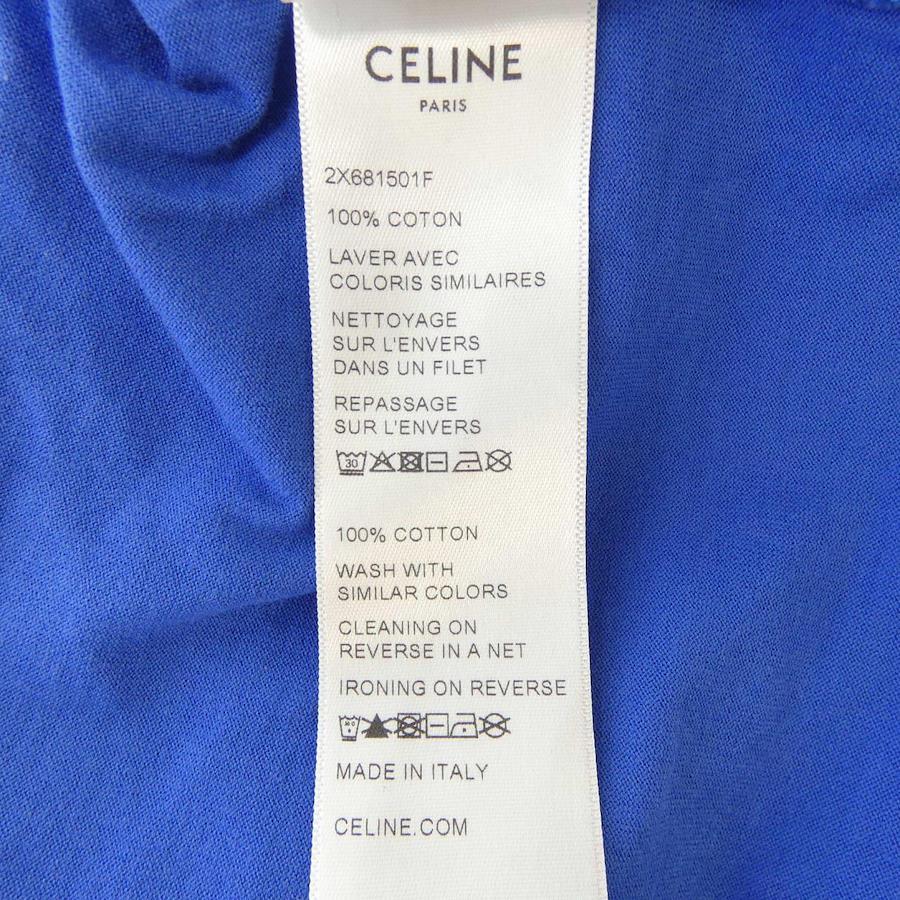 CELINE
PARIS
2X681501F
100% COTON
LAVER AVEC
COLORIS SIMILAIRES
NETTOYAGE
SUR L'ENVERS
DANS UN FILET
REPASSAGE
SUR L'ENVERS
30
100% COTTON
WASH WITH
SIMILAR COLORS
CLEANING ON
REVERSE IN A NET
IRONING ON REVERSE
MADE IN ITALY
CELINE.COM